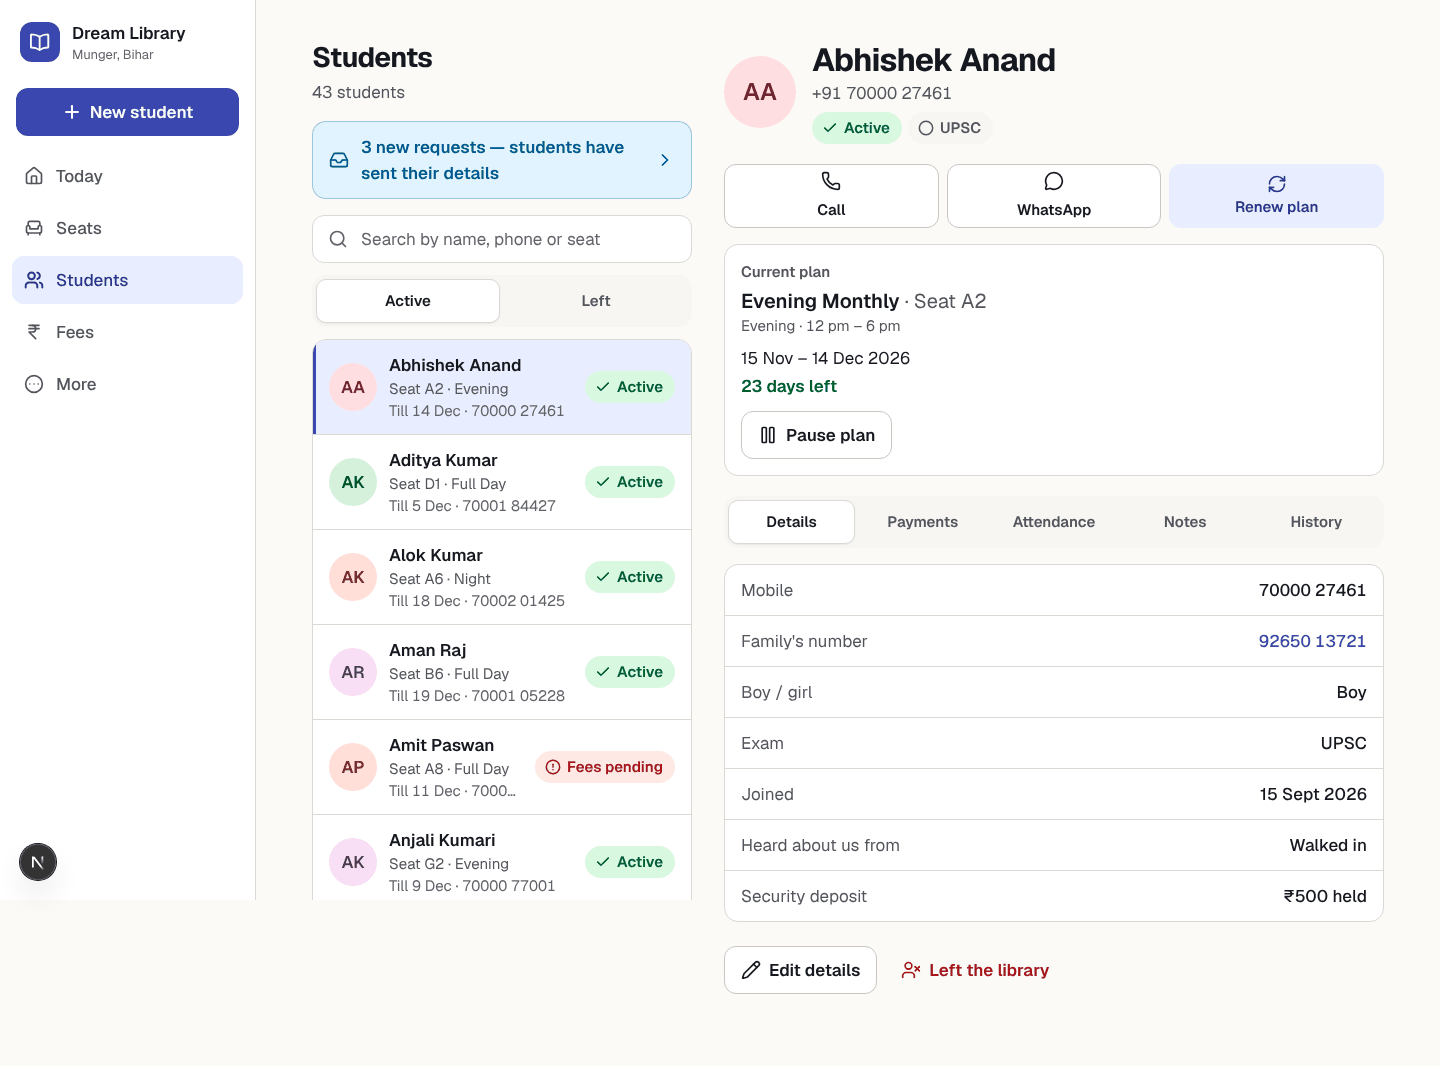 Dream Library
Munger, Bihar
New student
Today
Seats
Students
Fees
More
N
Students
43 students
3 new requests — students have
sent their details
Search by name, phone or seat
Active
Left
AA
Abhishek Anand
Seat A2 · Evening
Till 14 Dec · 70000 27461
Active
AK
Aditya Kumar
Seat D1 · Full Day
Till 5 Dec · 70001 84427
Active
AK
Alok Kumar
Seat A6 · Night
Till 18 Dec · 70002 01425
Active
AR
Aman Raj
Seat B6 · Full Day
Till 19 Dec · 70001 05228
Active
AP
Amit Paswan
Seat A8 · Full Day
Till 11 Dec · 7000...
Fees pending
AK
Anjali Kumari
Seat G2 · Evening
Till 9 Dec · 70000 77001
Active
AA
Abhishek Anand
+91 70000 27461
Active
UPSC
Call
WhatsApp
Renew plan
Current plan
Evening Monthly · Seat A2
Evening · 12 pm – 6 pm
15 Nov – 14 Dec 2026
23 days left
Pause plan
Details
Payments
Attendance
Notes
History
Mobile 70000 27461
Family's number 92650 13721
Boy / girl Boy
Exam UPSC
Joined 15 Sept 2026
Heard about us from Walked in
Security deposit ₹500 held
Edit details
Left the library